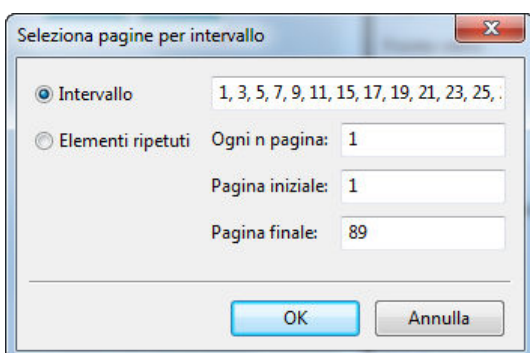 Seleziona pagine per intervallo
Intervallo 1, 3, 5, 7, 9, 11, 15, 17, 19, 21, 23, 25,
Elementi ripetuti Ogni n pagina: 1
Pagina iniziale: 1
Pagina finale: 89
OK Annulla